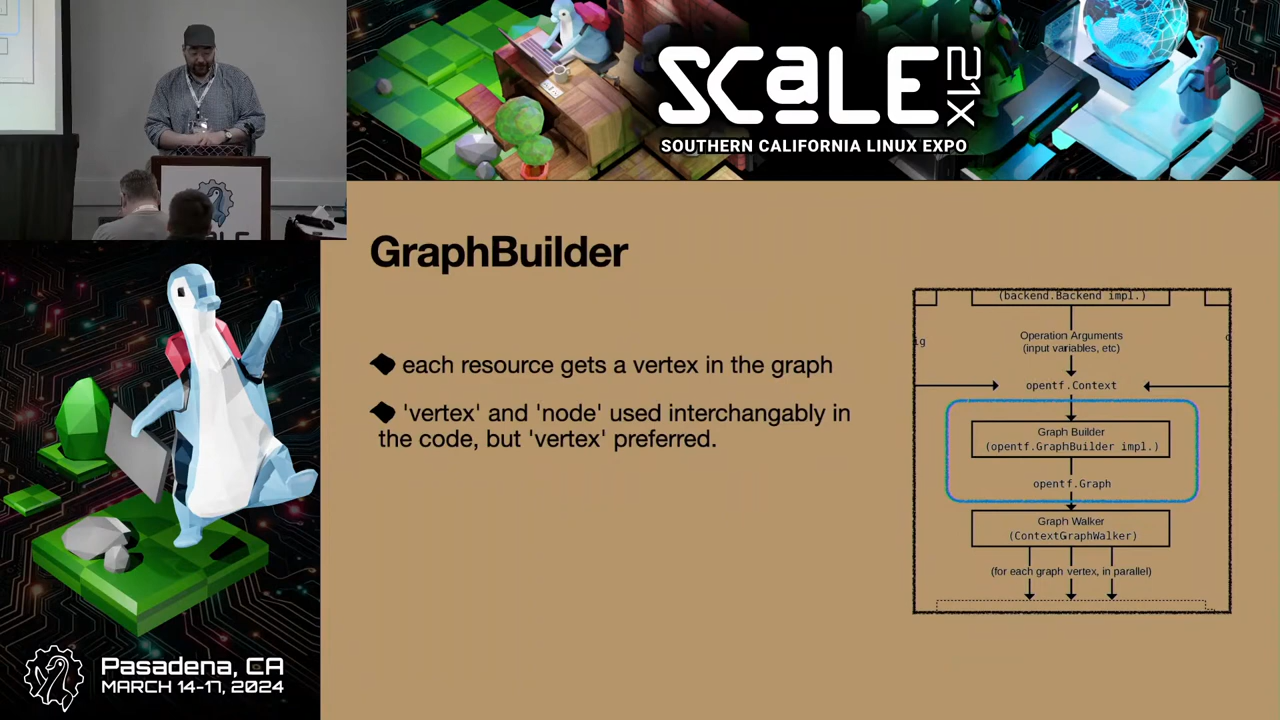 SCaLE 21X
SOUTHERN CALIFORNIA LINUX EXPO
GraphBuilder
each resource gets a vertex in the graph
'vertex' and 'node' used interchangably in
the code, but 'vertex' preferred.
(backend.Backend impl.)
Operation Arguments
(input variables, etc)
ig
opentf.Context
Graph Builder
(opentf.GraphBuilder impl.)
opentf.Graph
Graph Walker
(ContextGraphWalker)
(for each graph vertex, in parallel)
Pasadena, CA
MARCH 14-17, 2024